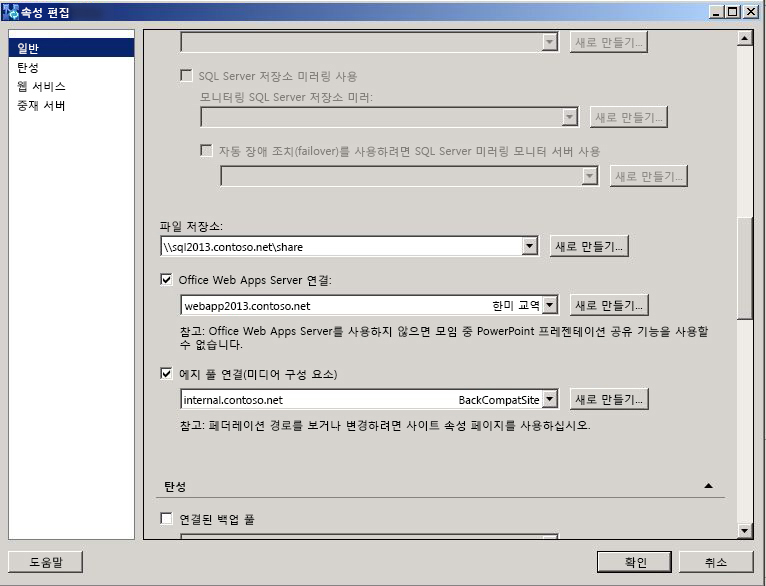 속성 편집
일반
탄성
웹 서비스
중재 서버
새로 만들기...
SQL Server 저장소 미러링 사용
모니터링 SQL Server 저장소 미러:
새로 만들기...
자동 장애 조치(failover)를 사용하려면 SQL Server 미러링 모니터 서버 사용
새로 만들기...
파일 저장소:
\\sql2013.contoso.net\share 새로 만들기...
Office Web Apps Server 연결:
webapp2013.contoso.net 한미 교역 새로 만들기...
참고: Office Web Apps Server를 사용하지 않으면 모임 중 PowerPoint 프레젠테이션 공유 기능을 사용할
수 없습니다.
에지 풀 연결(미디어 구성 요소)
internal.contoso.net BackCompatSite 새로 만들기...
참고: 페더레이션 경로를 보거나 변경하려면 사이트 속성 페이지를 사용하십시오.
탄성
연결된 백업 풀
도움말 확인 취소